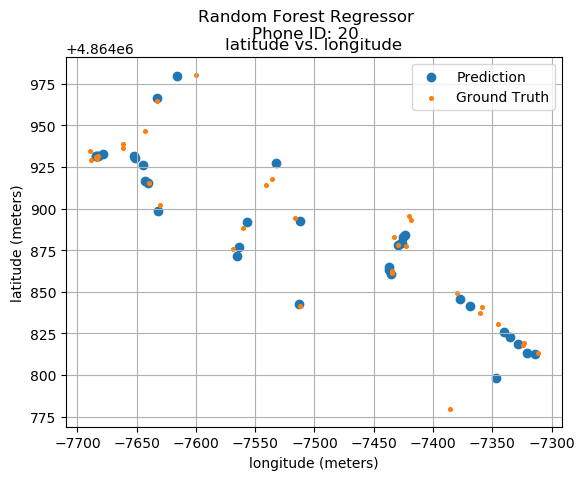 Random Forest Regressor
Phone ID: 20
latitude vs. longitude
+4.864e6
Prediction
Ground Truth
975
950
925
900
875
850
825
800
775
latitude (meters)
−7700 −7650 −7600 −7550 −7500 −7450 −7400 −7350 −7300
longitude (meters)